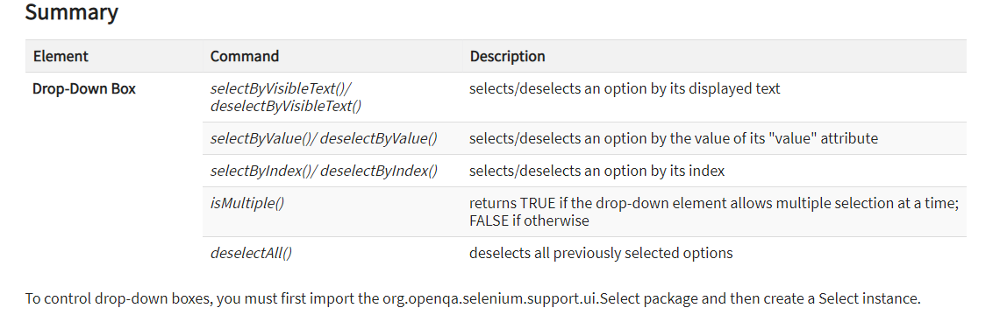 Summary
Element Command Description
Drop-Down Box selectByVisibleText()/ selects/deselects an option by its displayed text
deselectByVisibleText()
selectByValue()/ deselectByValue() selects/deselects an option by the value of its "value" attribute
selectByIndex()/ deselectByIndex() selects/deselects an option by its index
isMultiple() returns TRUE if the drop-down element allows multiple selection at a time;
FALSE if otherwise
deselectAll() deselects all previously selected options
To control drop-down boxes, you must first import the org.openqa.selenium.support.ui.Select package and then create a Select instance.